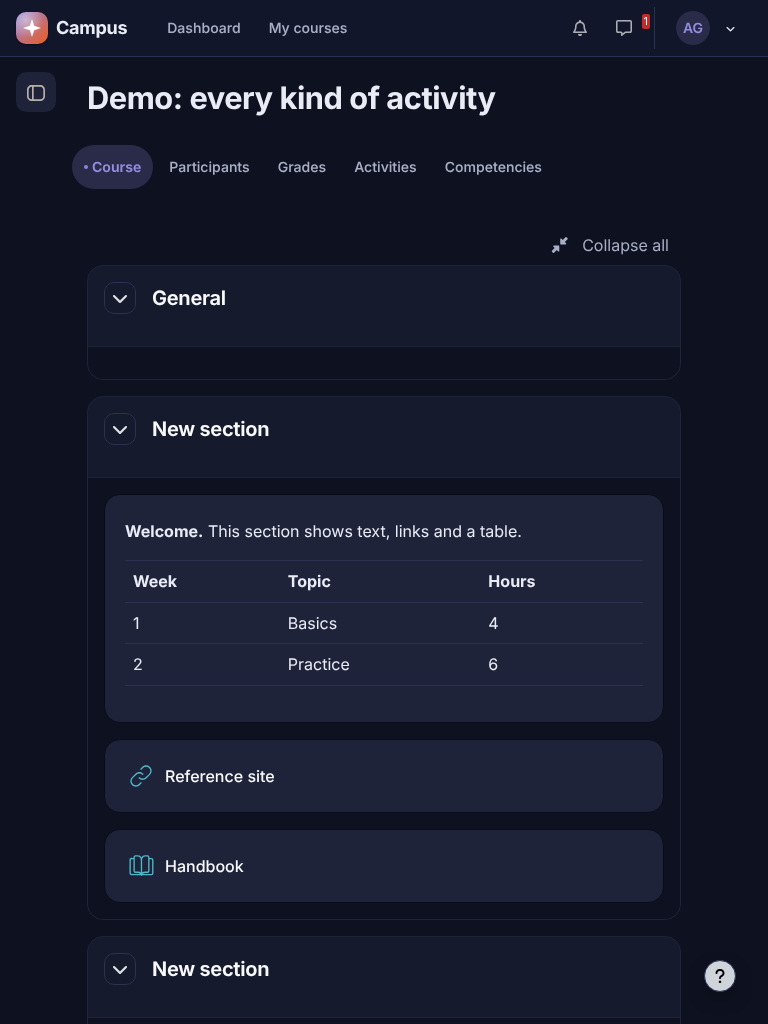 Campus Dashboard My courses 1 AG
Demo: every kind of activity
• Course Participants Grades Activities Competencies
Collapse all
General
New section
Welcome. This section shows text, links and a table.
Week Topic Hours
1 Basics 4
2 Practice 6
Reference site
Handbook
New section
?